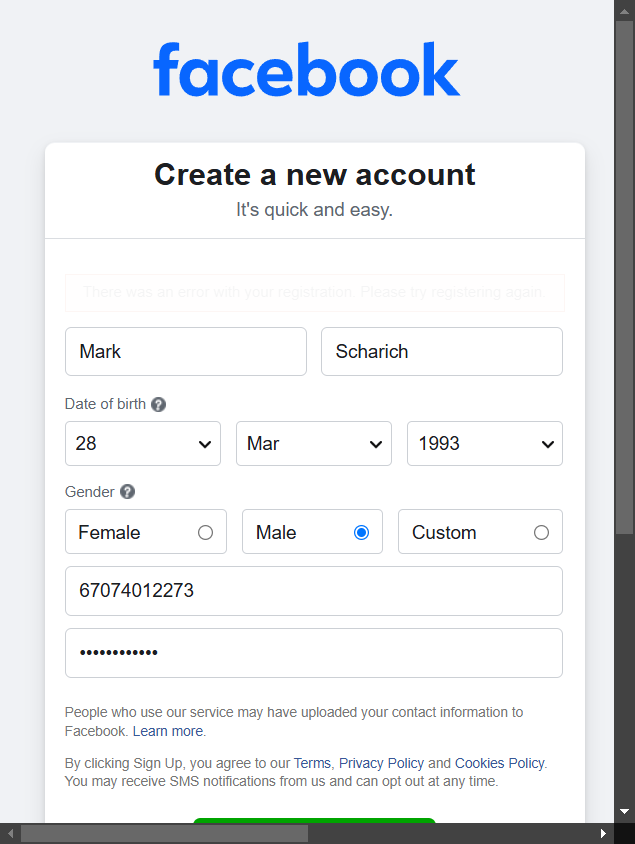 facebook
Create a new account
It's quick and easy.
There was an error with your registration. Please try registering again.
Mark Scharich
Date of birth ?
28 Mar 1993
Gender ?
Female Male Custom
67074012273
••••••••••••
People who use our service may have uploaded your contact information to
Facebook. Learn more.
By clicking Sign Up, you agree to our Terms, Privacy Policy and Cookies Policy.
You may receive SMS notifications from us and can opt out at any time.